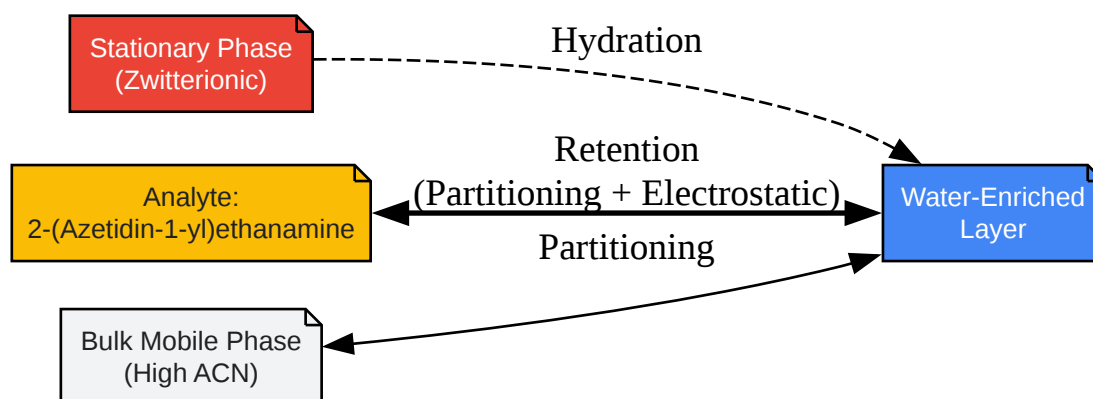 Stationary Phase
(Zwitterionic)
Hydration
Analyte:
2-(Azetidin-1-yl)ethanamine
Retention
(Partitioning + Electrostatic)
Water-Enriched
Layer
Partitioning
Bulk Mobile Phase
(High ACN)